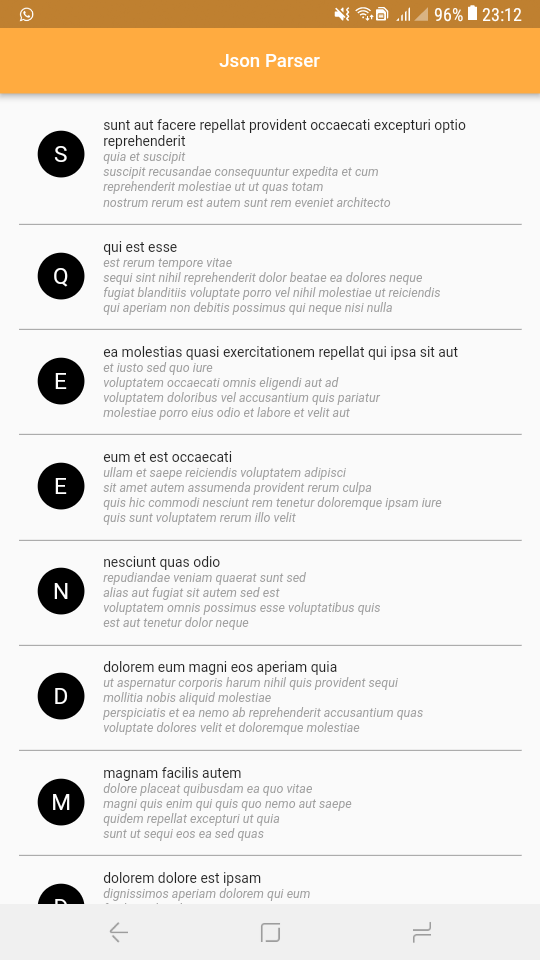 96% 23:12
Json Parser
S
sunt aut facere repellat provident occaecati excepturi optio
reprehenderit
quia et suscipit
suscipit recusandae consequuntur expedita et cum
reprehenderit molestiae ut ut quas totam
nostrum rerum est autem sunt rem eveniet architecto
Q
qui est esse
est rerum tempore vitae
sequi sint nihil reprehenderit dolor beatae ea dolores neque
fugiat blanditiis voluptate porro vel nihil molestiae ut reiciendis
qui aperiam non debitis possimus qui neque nisi nulla
E
ea molestias quasi exercitationem repellat qui ipsa sit aut
et iusto sed quo iure
voluptatem occaecati omnis eligendi aut ad
voluptatem doloribus vel accusantium quis pariatur
molestiae porro eius odio et labore et velit aut
E
eum et est occaecati
ullam et saepe reiciendis voluptatem adipisci
sit amet autem assumenda provident rerum culpa
quis hic commodi nesciunt rem tenetur doloremque ipsam iure
quis sunt voluptatem rerum illo velit
N
nesciunt quas odio
repudiandae veniam quaerat sunt sed
alias aut fugiat sit autem sed est
voluptatem omnis possimus esse voluptatibus quis
est aut tenetur dolor neque
D
dolorem eum magni eos aperiam quia
ut aspernatur corporis harum nihil quis provident sequi
mollitia nobis aliquid molestiae
perspiciatis et ea nemo ab reprehenderit accusantium quas
voluptate dolores velit et doloremque molestiae
M
magnam facilis autem
dolore placeat quibusdam ea quo vitae
magni quis enim qui quis quo nemo aut saepe
quidem repellat excepturi ut quia
sunt ut sequi eos ea sed quas
D
dolorem dolore est ipsam
dignissimos aperiam dolorem qui eum